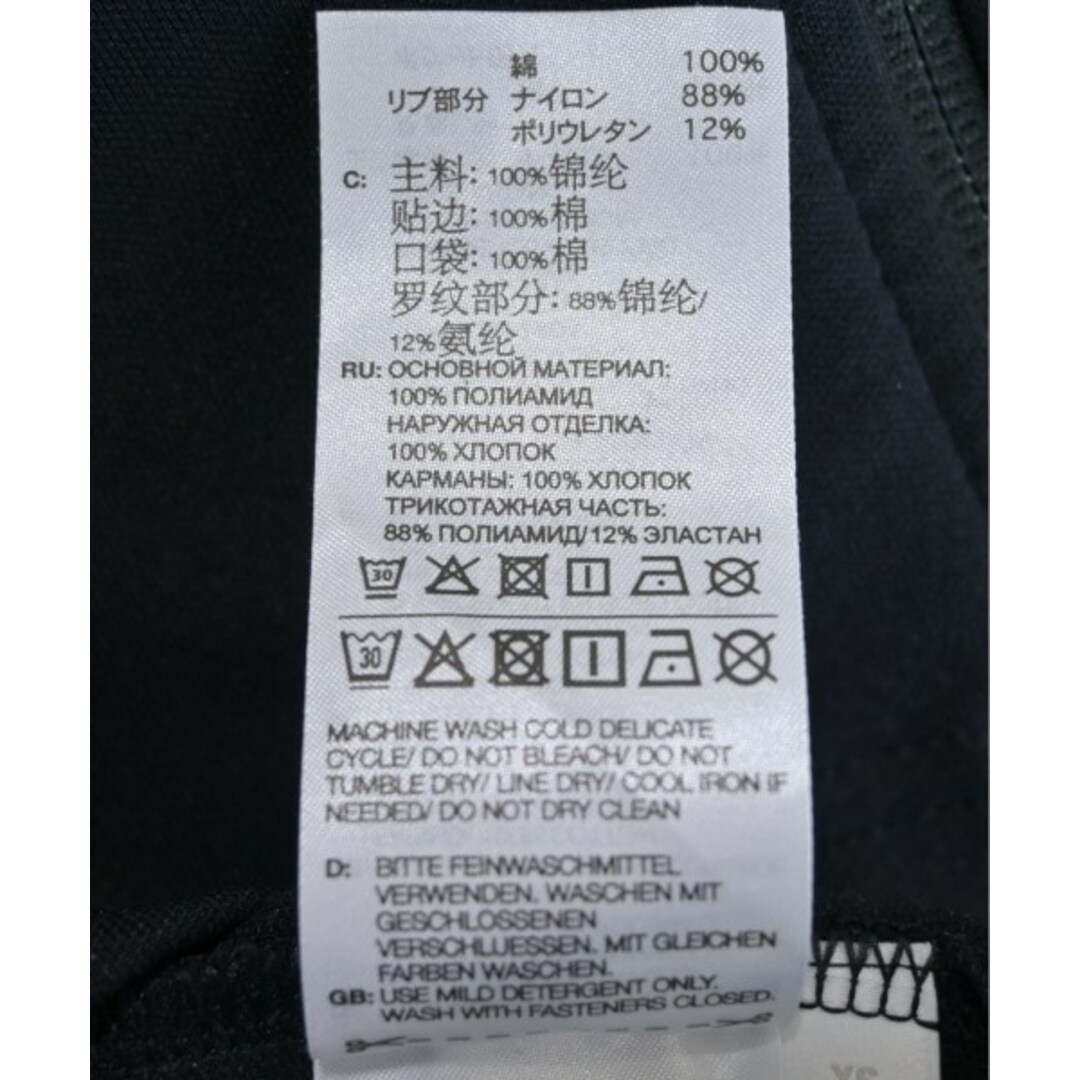 綿 100%
リブ部分 ナイロン 88%
ポリウレタン 12%
C: 主料: 100%锦纶
贴边: 100%棉
口袋: 100%棉
罗纹部分: 88%锦纶/
12%氨纶
RU: ОСНОВНОЙ МАТЕРИАЛ:
100% ПОЛИАМИД
НАРУЖНАЯ ОТДЕЛКА:
100% ХЛОПОК
КАРМАНЫ: 100% ХЛОПОК
ТРИКОТАЖНАЯ ЧАСТЬ:
88% ПОЛИАМИД/12% ЭЛАСТАН
30
30
MACHINE WASH COLD DELICATE
CYCLE/ DO NOT BLEACH/ DO NOT
TUMBLE DRY/ LINE DRY/ COOL IRON IF
NEEDED/ DO NOT DRY CLEAN
D: BITTE FEINWASCHMITTEL
VERWENDEN. WASCHEN MIT
GESCHLOSSENEN
VERSCHLUESSEN. MIT GLEICHEN
FARBEN WASCHEN.
GB: USE MILD DETERGENT ONLY.
WASH WITH FASTENERS CLOSED.